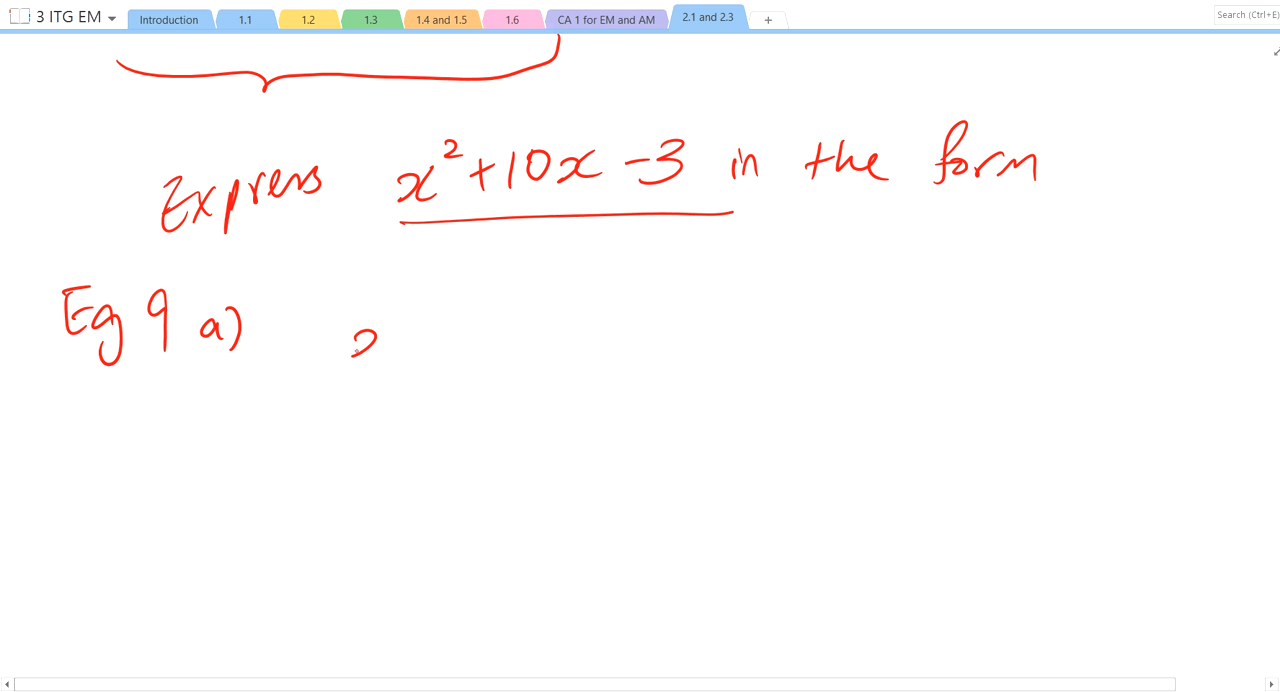 3 ITG EM Introduction 1.1 1.2 1.3 1.4 and 1.5 1.6 CA 1 for EM and AM 2.1 and 2.3 + Search (Ctrl+E)
Express x² + 10x - 3 in the form
Eg 9 a)